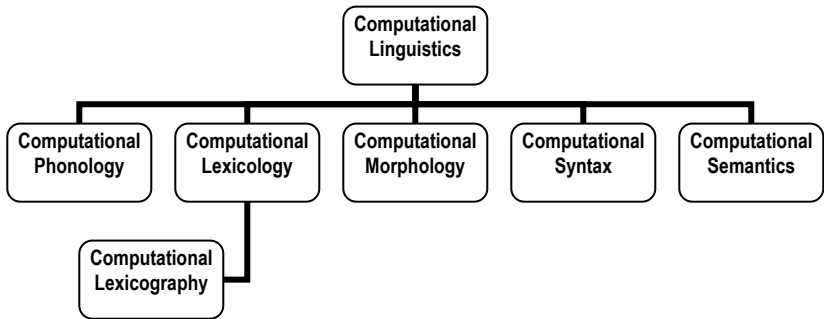 Computational
Linguistics
Computational
Phonology
Computational
Lexicology
Computational
Morphology
Computational
Syntax
Computational
Semantics
Computational
Lexicography